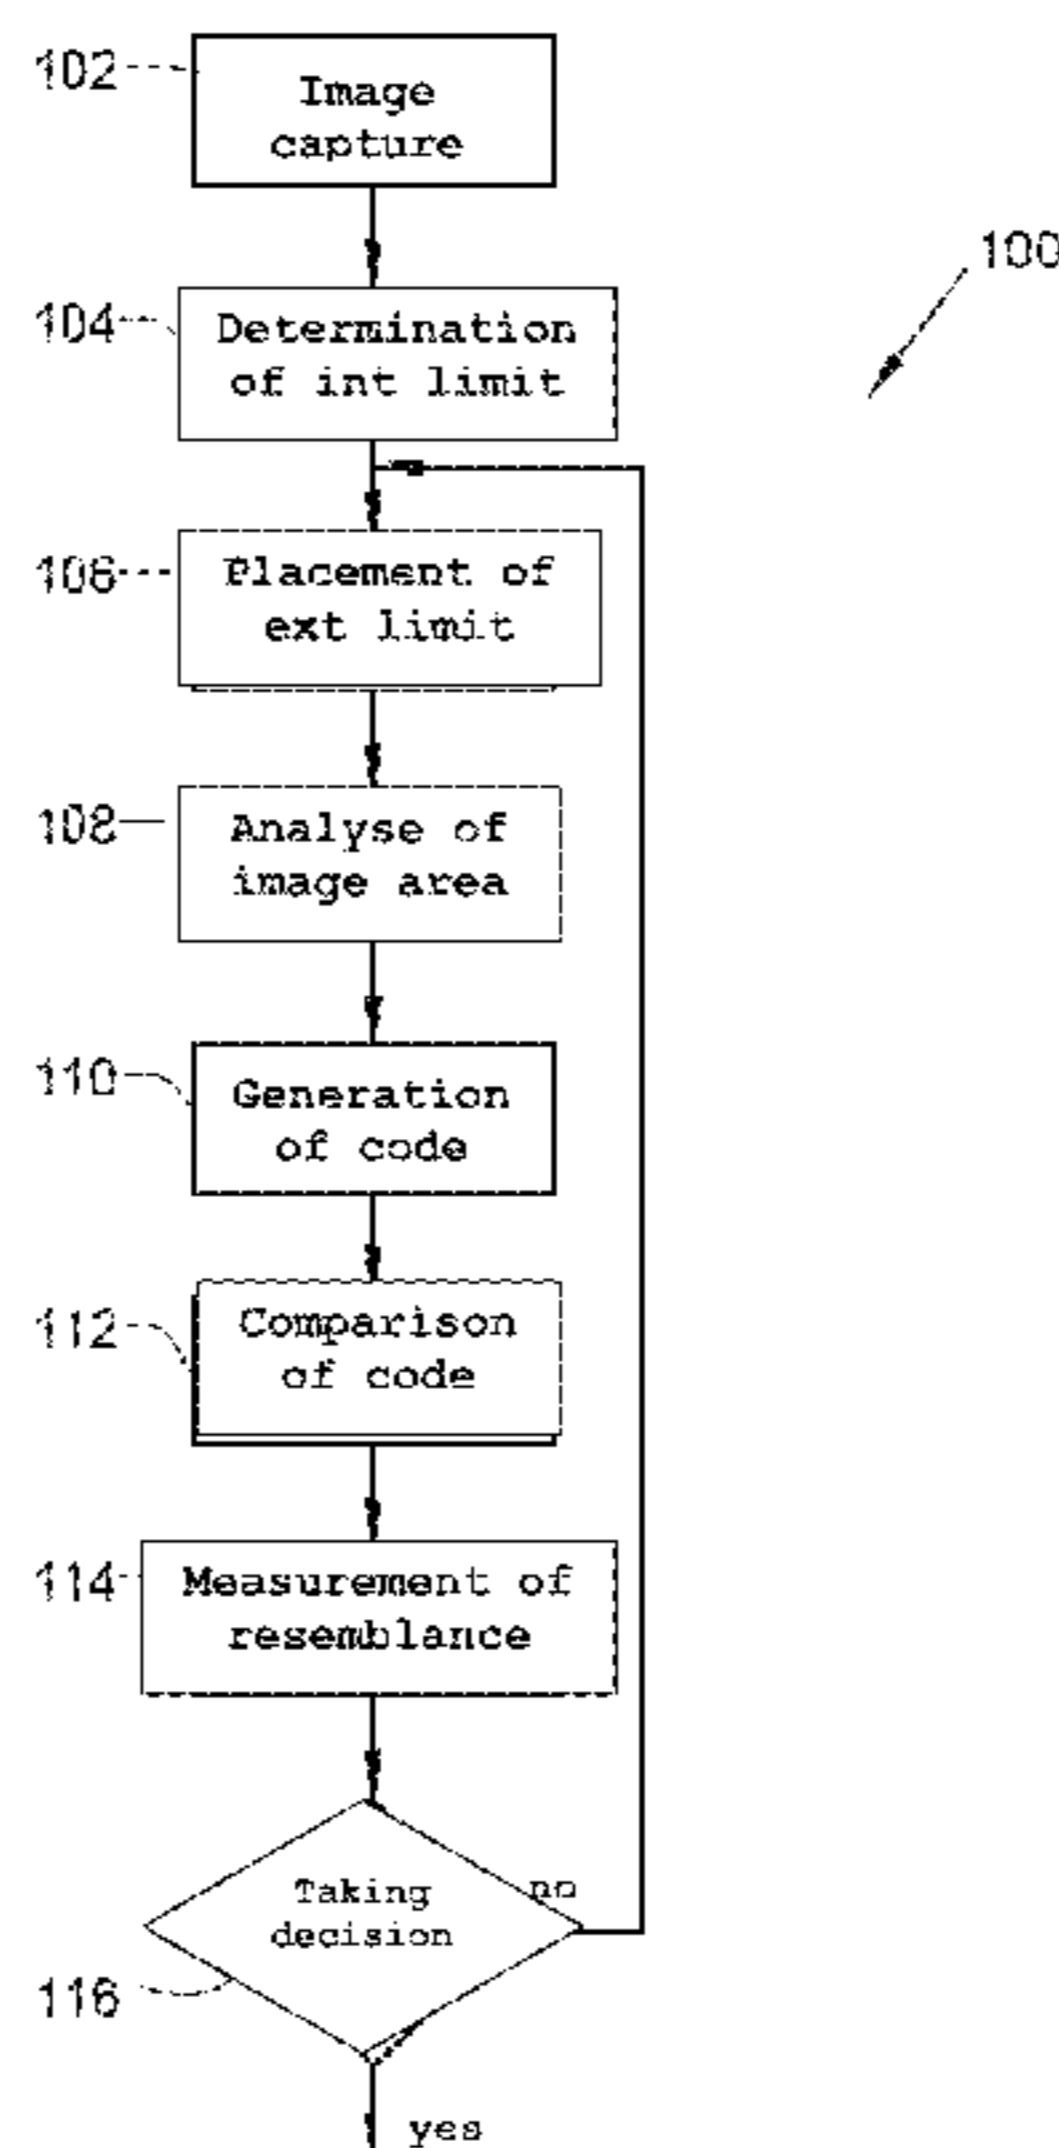 102
Image
capture
100
104
Determination
of int limit
106
Placement of
ext limit
108
Analyse of
image area
110
Generation
of code
112
Comparison
of code
114
Measurement of
resemblance
Taking
decision
no
116
yes